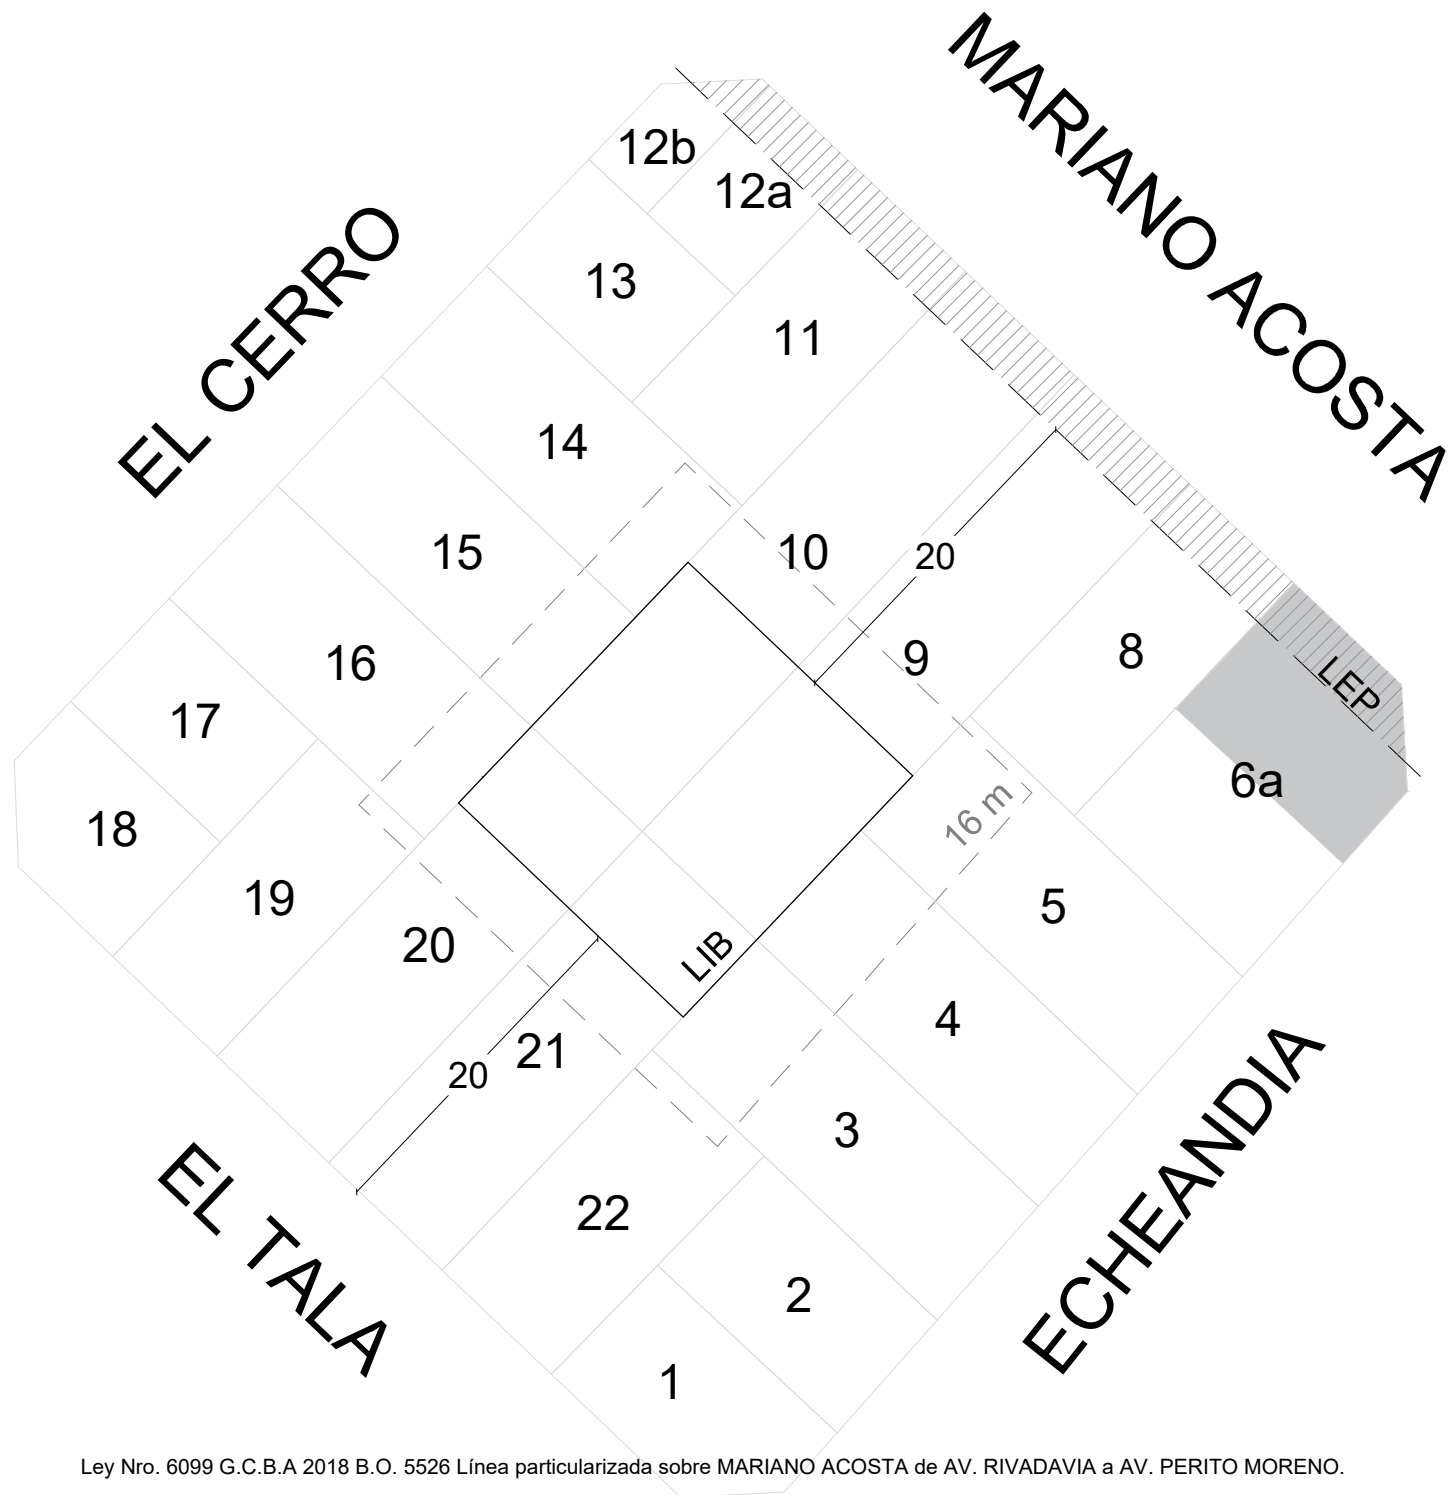 MARIANO ACOSTA
12b
12a
EL CERRO
13
11
14
15
10
20
9
8
16
LEP
17
6a
16 m
18
19
5
20
LIB
4
21
20
3
ECHEANDIA
EL TALA
22
2
1
Ley Nro. 6099 G.C.B.A 2018 B.O. 5526 Línea particularizada sobre MARIANO ACOSTA de AV. RIVADAVIA a AV. PERITO MORENO.